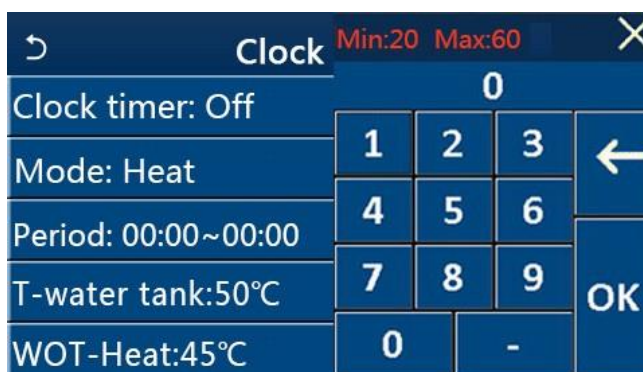 Clock
Clock timer: Off
Mode: Heat
Period: 00:00~00:00
T-water tank:50℃
WOT-Heat:45℃
Min:20 Max:60
0
1 2 3
4 5 6
7 8 9
OK
0 -